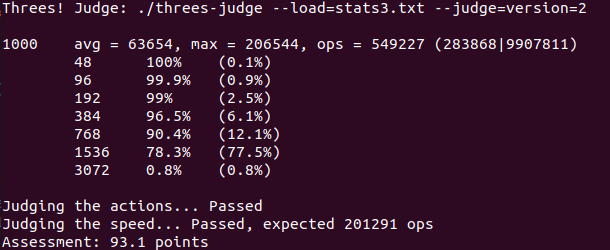 Threes! Judge: ./threes-judge --load=stats3.txt --judge=version=2
1000 avg = 63654, max = 206544, ops = 549227 (283868|9907811)
48 100% (0.1%)
96 99.9% (0.9%)
192 99% (2.5%)
384 96.5% (6.1%)
768 90.4% (12.1%)
1536 78.3% (77.5%)
3072 0.8% (0.8%)
Judging the actions... Passed
Judging the speed... Passed, expected 201291 ops
Assessment: 93.1 points